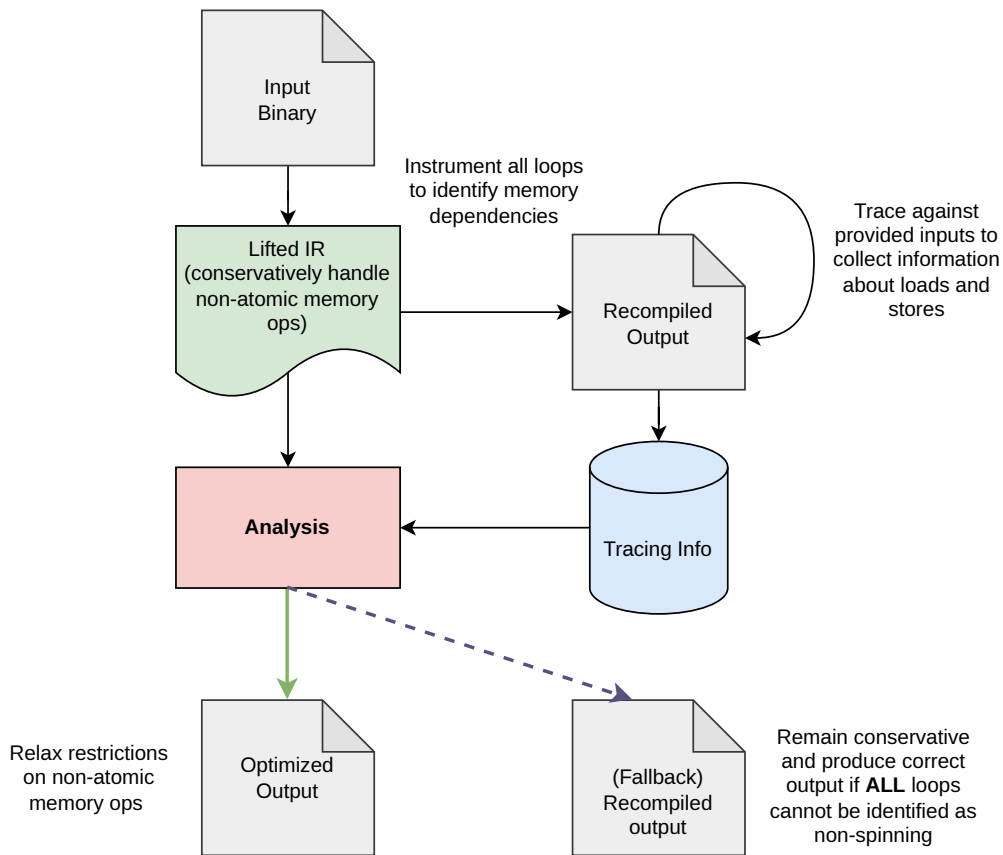 Input
Binary
Instrument all loops
to identify memory
dependencies
Lifted IR
(conservatively handle
non-atomic memory
ops)
Recompiled
Output
Trace against
provided inputs to
collect information
about loads and
stores
Analysis
Tracing Info
Relax restrictions
on non-atomic
memory ops
Optimized
Output
(Fallback)
Recompiled
output
Remain conservative
and produce correct
output if ALL loops
cannot be identified as
non-spinning